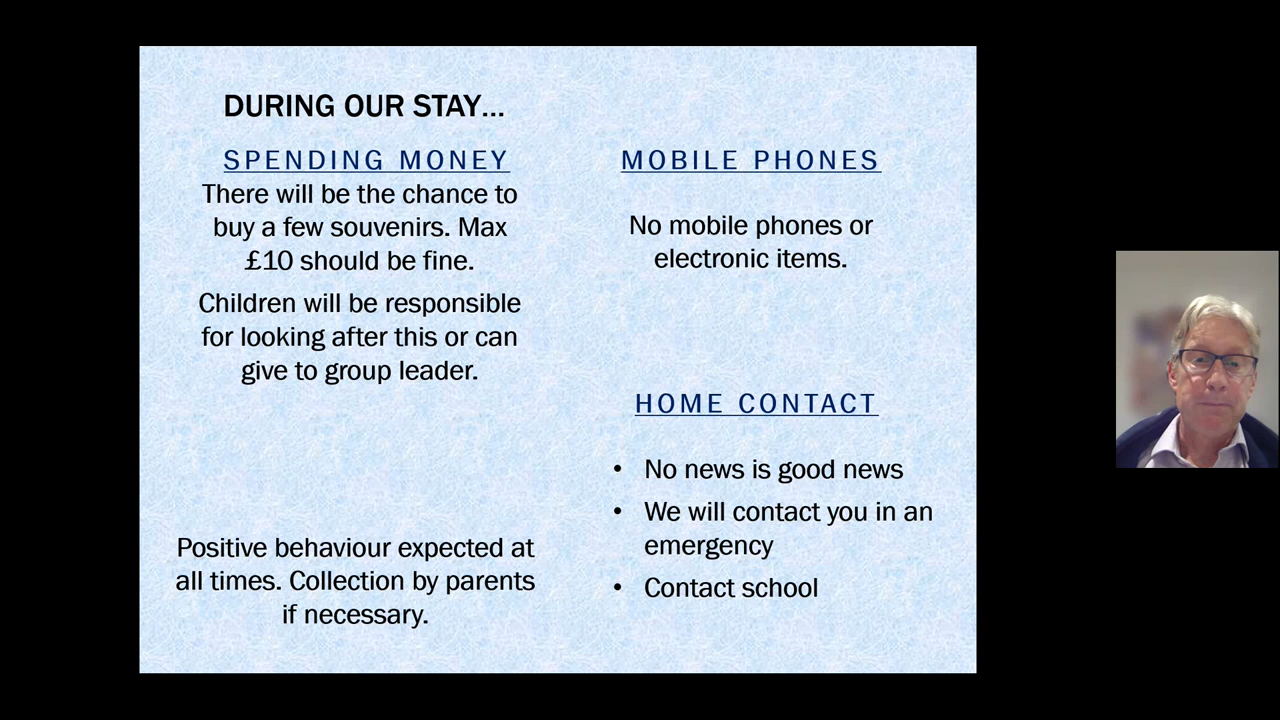 DURING OUR STAY...
SPENDING MONEY
There will be the chance to
buy a few souvenirs. Max
£10 should be fine.
Children will be responsible
for looking after this or can
give to group leader.
Positive behaviour expected at
all times. Collection by parents
if necessary.
MOBILE PHONES
No mobile phones or
electronic items.
HOME CONTACT
• No news is good news
• We will contact you in an
emergency
• Contact school